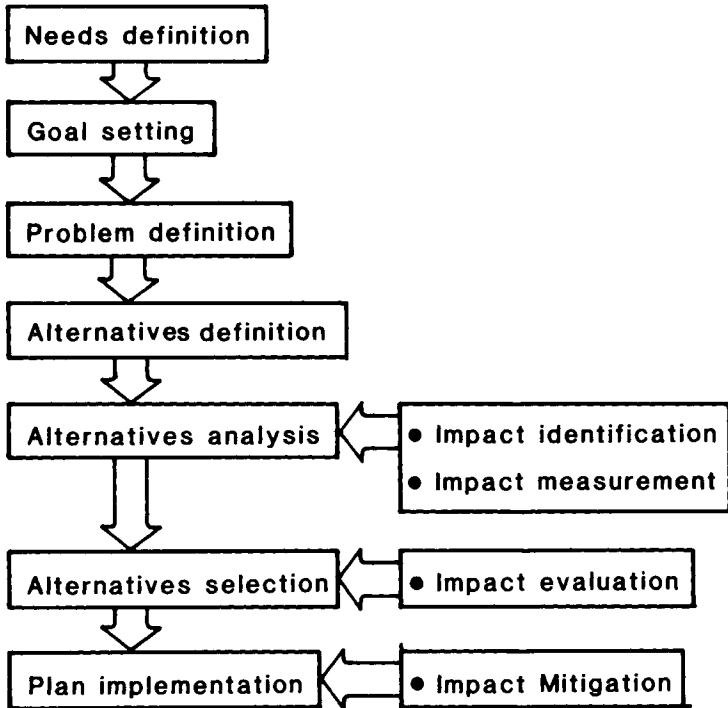 Needs definition
Goal setting
Problem definition
Alternatives definition
Alternatives analysis
• Impact identification
• Impact measurement
Alternatives selection
• Impact evaluation
Plan implementation
• Impact Mitigation